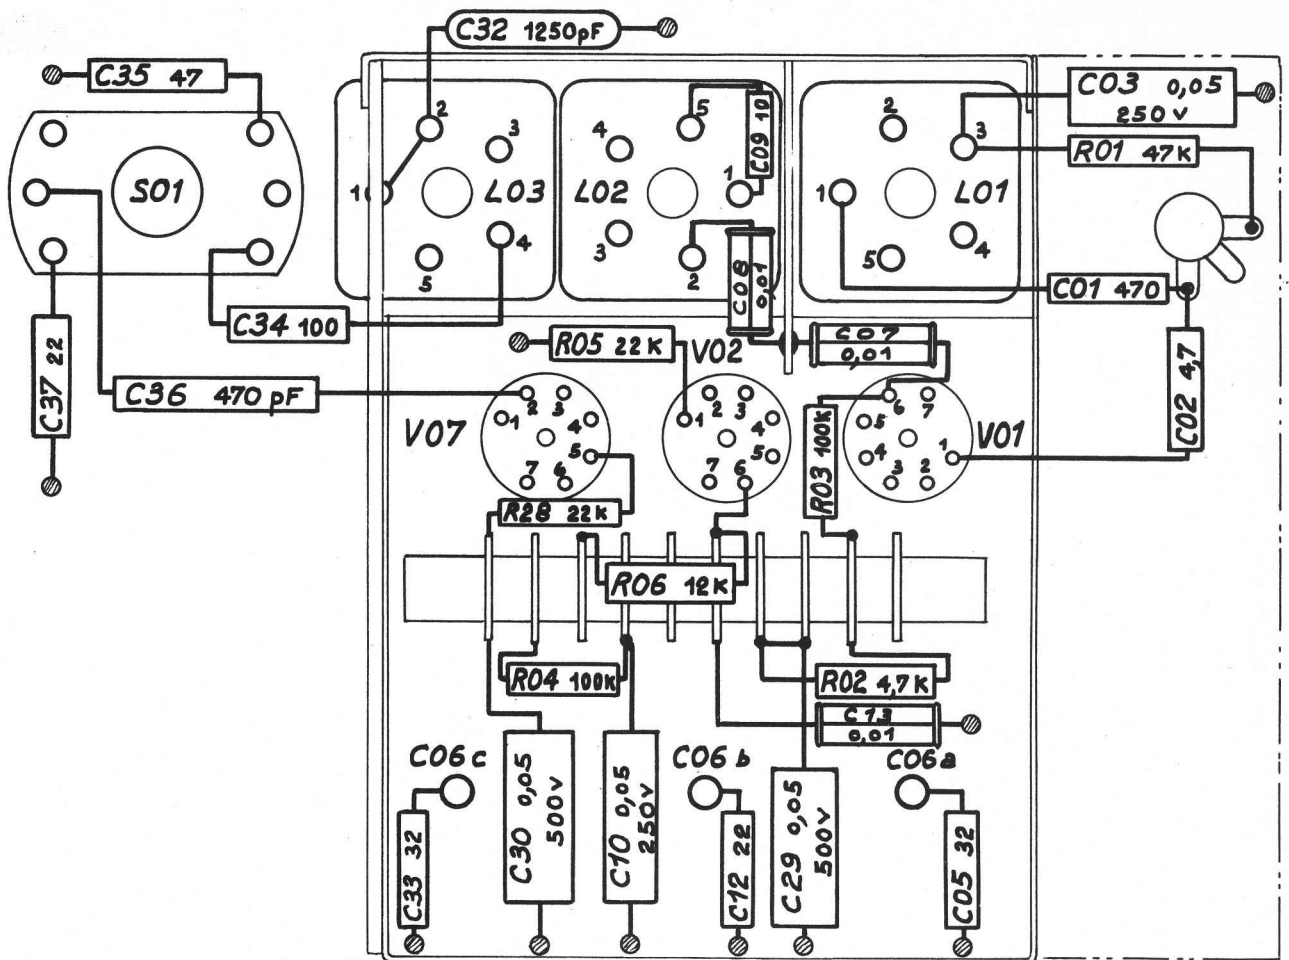 C32 1250pF
C35 47
C03 0,05
250 v
R01 47K
S01
2
3
1
L03
4
5
5
C09 10
4
L02
1
3
2
C08
0,01
2
3
1
L01
4
5
C01 470
C34 100
R05 22K
V02
C07
0,01
C37 22
C36 470 pF
C02 4,7
V07
1
2
3
4
5
6
7
1
2
3
4
5
6
7
R03 100K
6
7
5
4
3
2
1
V01
R28 22K
R06 12K
R04 100K
R02 4,7K
C13
0,01
C06c
C06b
C06a
C33 32
C30 0,05
500v
C10 0,05
250v
C12 22
C29 0,05
500v
C05 32